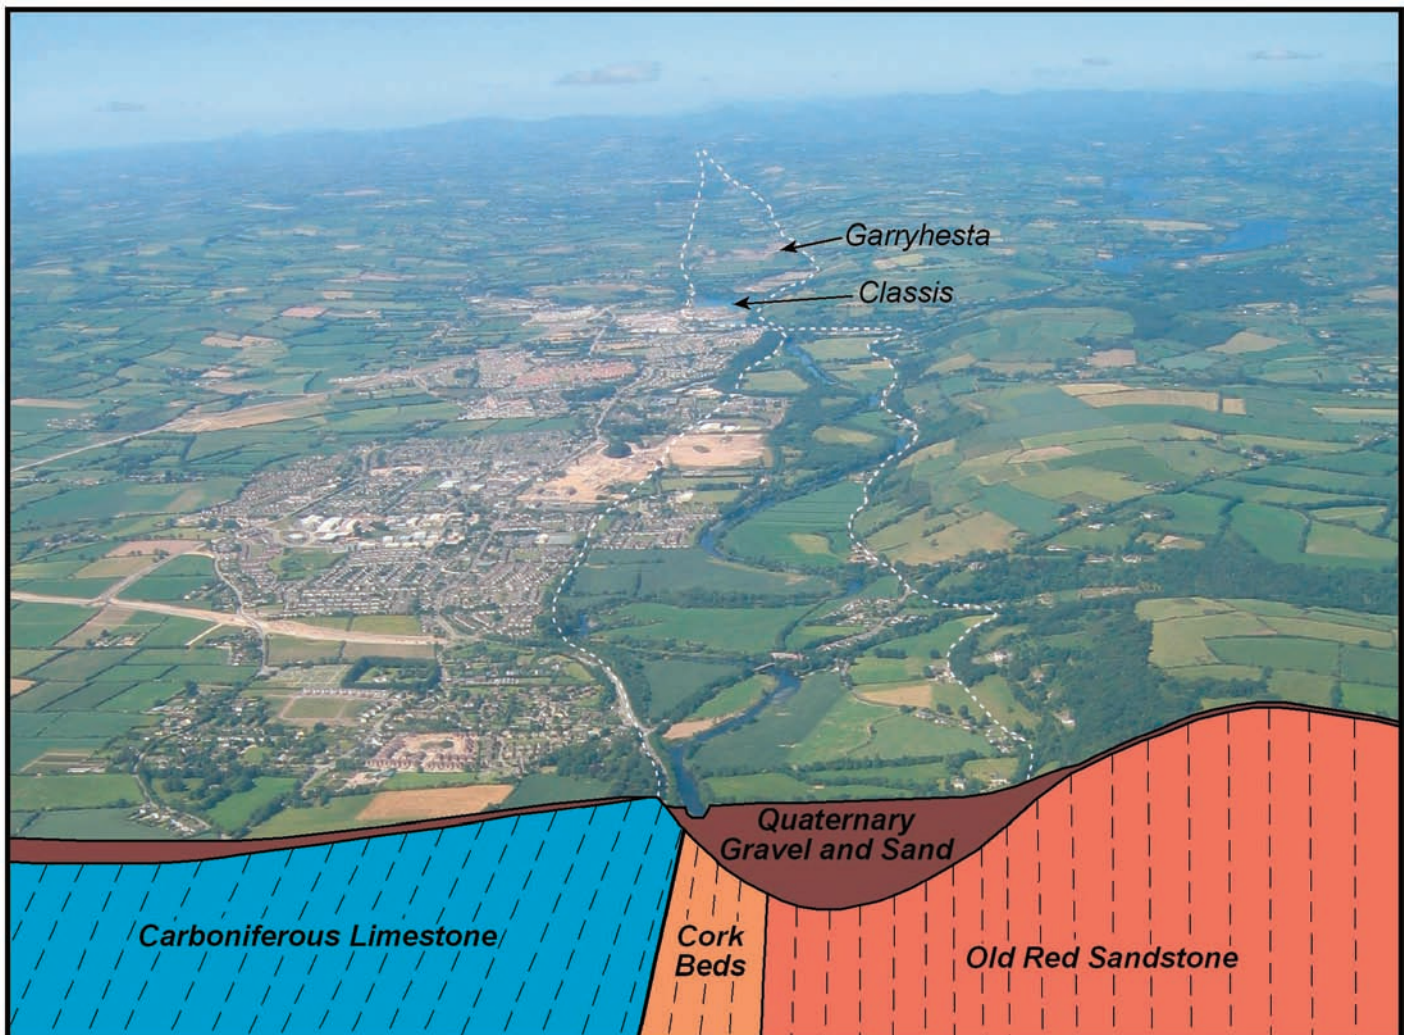 Garryhesta
Classis
Quaternary
Gravel and Sand
Carboniferous Limestone
Cork
Beds
Old Red Sandstone